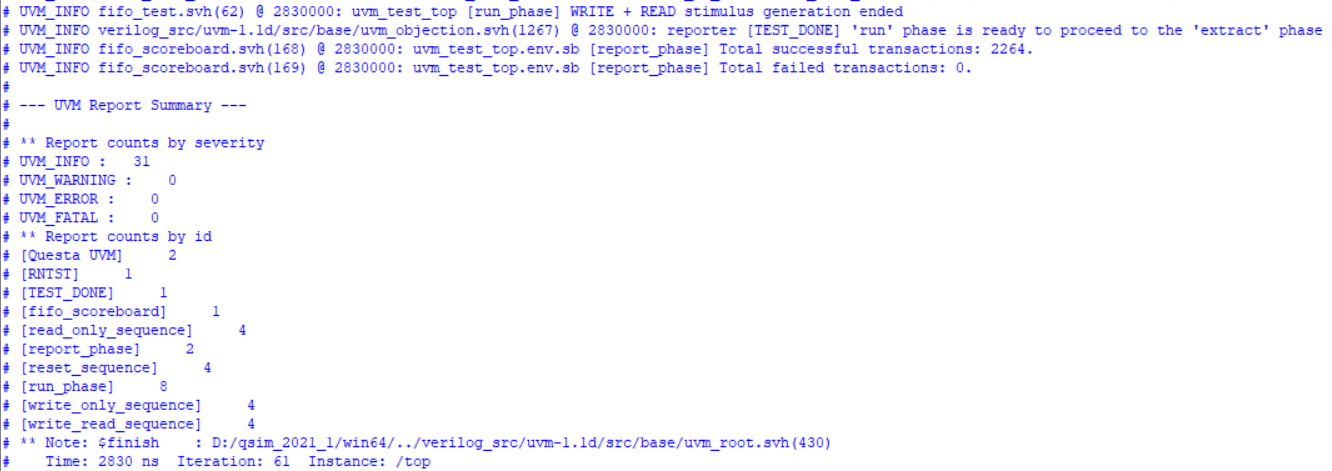 # UVM_INFO fifo_test.svh(62) @ 2830000: uvm_test_top [run_phase] WRITE + READ stimulus generation ended
# UVM_INFO verilog_src/uvm-1.1d/src/base/uvm_objection.svh(1267) @ 2830000: reporter [TEST_DONE] 'run' phase is ready to proceed to the 'extract' phase
# UVM_INFO fifo_scoreboard.svh(168) @ 2830000: uvm_test_top.env.sb [report_phase] Total successful transactions: 2264.
# UVM_INFO fifo_scoreboard.svh(169) @ 2830000: uvm_test_top.env.sb [report_phase] Total failed transactions: 0.
#
# --- UVM Report Summary ---
#
# ** Report counts by severity
# UVM_INFO :   31
# UVM_WARNING :    0
# UVM_ERROR :    0
# UVM_FATAL :    0
# ** Report counts by id
# [Questa UVM]     2
# [RNTST]     1
# [TEST_DONE]     1
# [fifo_scoreboard]     1
# [read_only_sequence]     4
# [report_phase]     2
# [reset_sequence]     4
# [run_phase]     8
# [write_only_sequence]     4
# [write_read_sequence]     4
# ** Note: $finish    : D:/qsim_2021_1/win64/../verilog_src/uvm-1.1d/src/base/uvm_root.svh(430)
#    Time: 2830 ns  Iteration: 61  Instance: /top